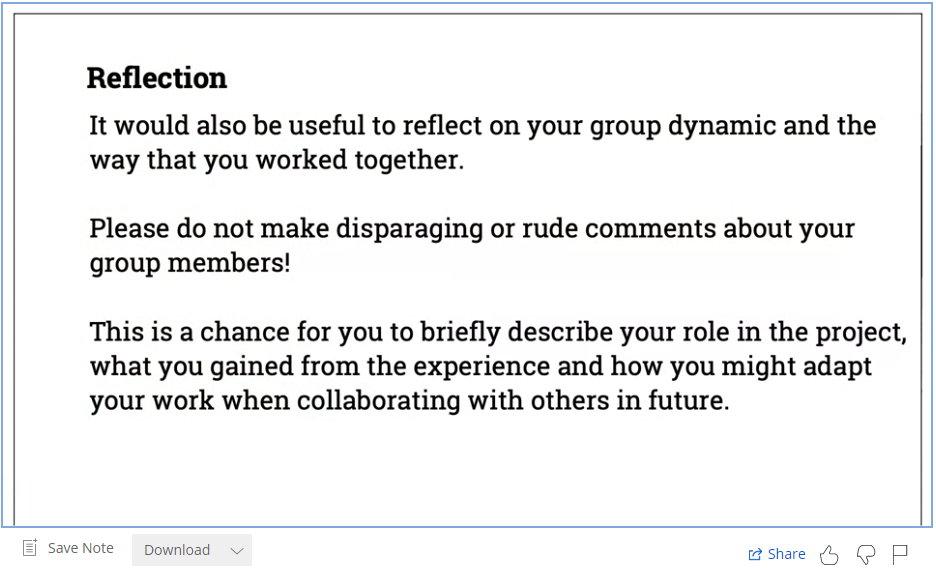 Reflection
It would also be useful to reflect on your group dynamic and the
way that you worked together.
Please do not make disparaging or rude comments about your
group members!
This is a chance for you to briefly describe your role in the project,
what you gained from the experience and how you might adapt
your work when collaborating with others in future.
Save Note
Download
Share